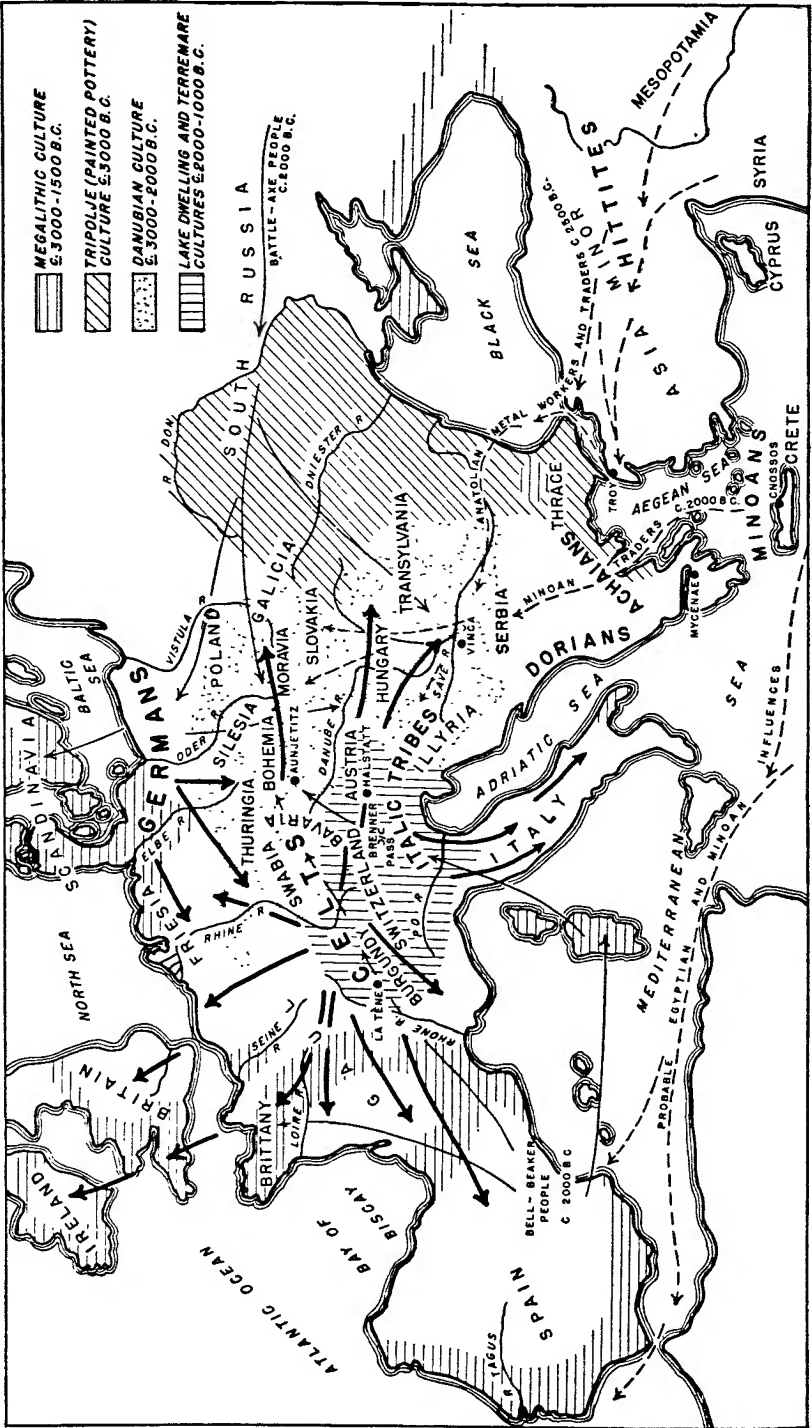 MEGALITHIC CULTURE
C.3000-1500 B.C.
TRIPOLJE (PAINTED POTTERY)
CULTURE C.3000 B.C.
DANUBIAN CULTURE
C.3000-2000 B.C.
LAKE DWELLING AND TERREMARE
CULTURES C.2000-1000 B.C.
IRELAND
BRITAIN
NORTH SEA
SCANDINAVIA
BALTIC
SEA
ATLANTIC OCEAN
BAY OF
BISCAY
BRITTANY
LOIRE R
SEINE
R
GAUL
FRESIA
ELBE R
RHINE R
GERMANS
ODER R
VISTULA R
POLAND
SILESIA
THURINGIA
SWABIA
BOHEMIA
AUNJETITZ
MORAVIA
GALICIA
SLOVAKIA
BAVARIA
DANUBE R.
AUSTRIA
HALSTATT
HUNGARY
TRANSYLVANIA
CELTS
SWITZERLAND
BRENNER
PASS
LA TÈNE
BURGUNDY
RHONE R
PO R
ITALIC TRIBES
ITALY
ILLYRIA
SAVE R
VINCA
SERBIA
ADRIATIC SEA
DORIANS
ACHAIANS
THRACE
MINOAN
TRADERS C.2000 B.C.
ANATOLIAN
METAL WORKERS AND TRADERS C 2500 B.C.
SOUTH RUSSIA
R DON
DNIESTER R
BATTLE-AXE PEOPLE
C.2000 B.C.
BLACK SEA
ASIA MINOR
HITTITES
MESOPOTAMIA
SYRIA
CYPRUS
TROY
AEGEAN SEA
MYCENAE
MINOANS
CNOSSOS
CRETE
SPAIN
TAGUS
R
BELL-BEAKER
PEOPLE
C 2000 BC
MEDITERRANEAN SEA
PROBABLE EGYPTIAN AND MINOAN INFLUENCES